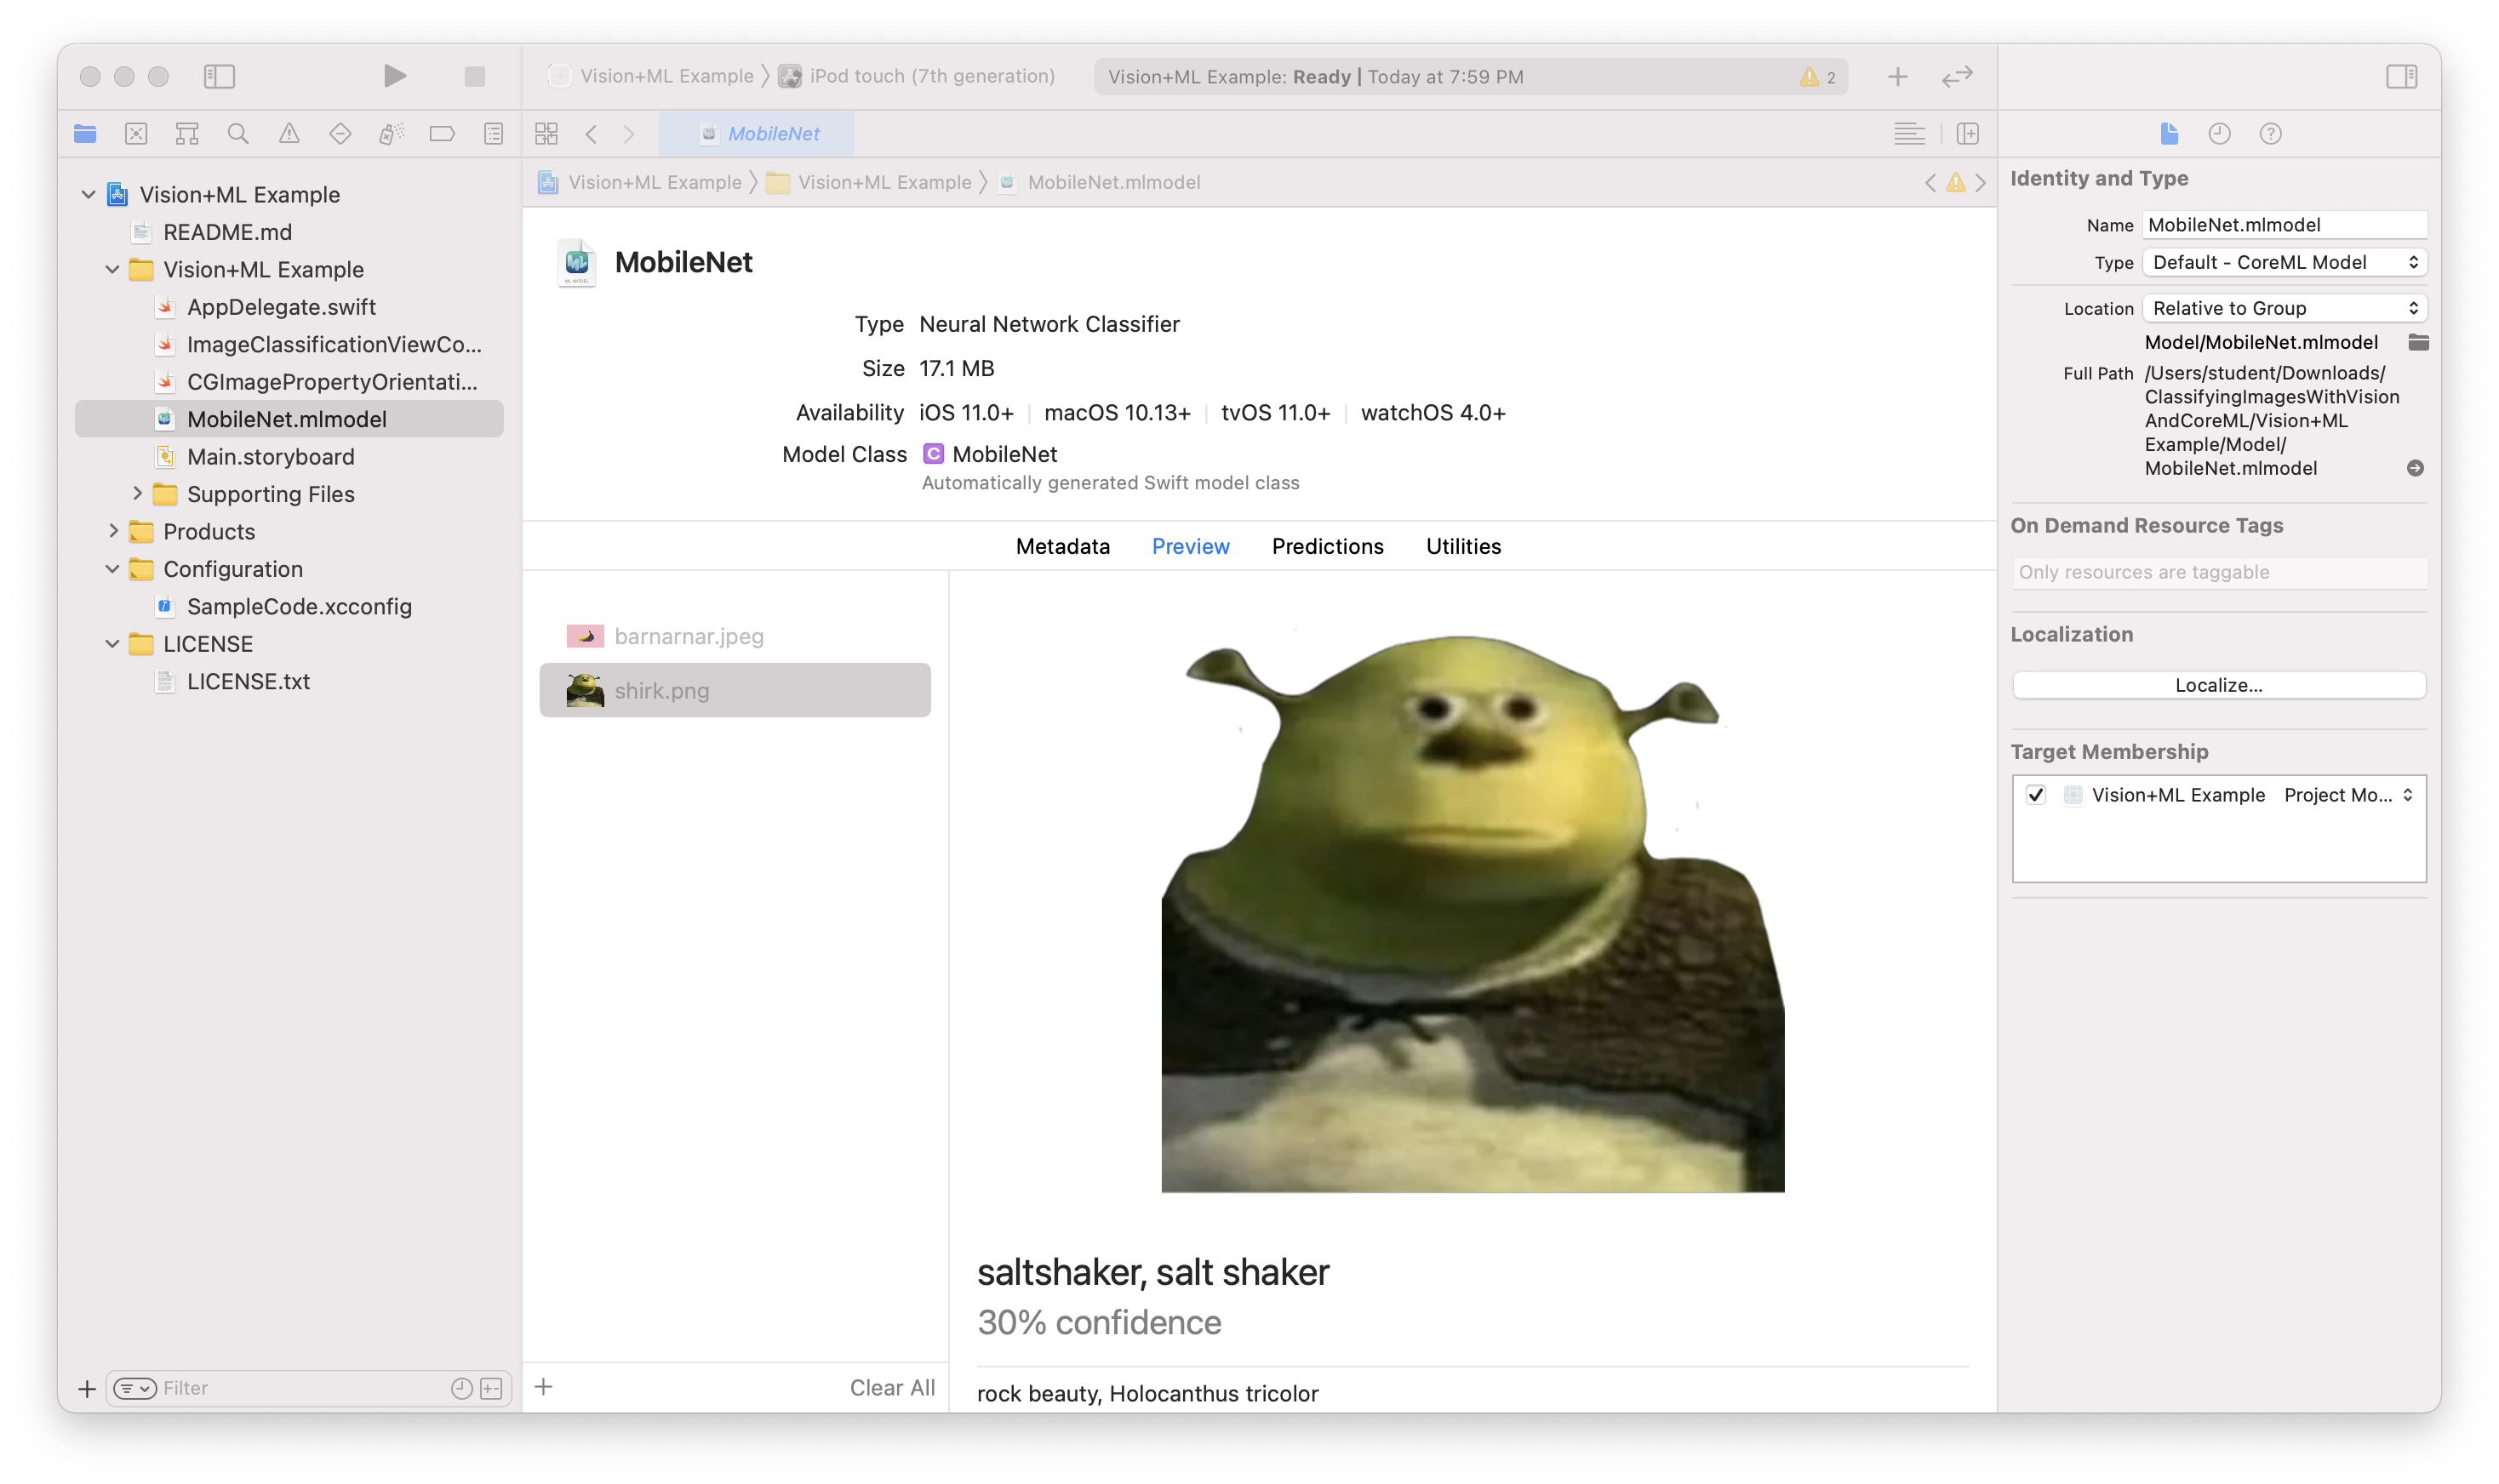 Vision+ML Example
iPod touch (7th generation)
Vision+ML Example: Ready | Today at 7:59 PM
2
MobileNet
Vision+ML Example
Vision+ML Example
MobileNet.mlmodel
Vision+ML Example
README.md
Vision+ML Example
AppDelegate.swift
ImageClassificationViewCo...
CGImagePropertyOrientati...
MobileNet.mlmodel
Main.storyboard
Supporting Files
Products
Configuration
SampleCode.xcconfig
LICENSE
LICENSE.txt
Filter
ML MODEL
MobileNet
Type Neural Network Classifier
Size 17.1 MB
Availability iOS 11.0+ macOS 10.13+ tvOS 11.0+ watchOS 4.0+
Model Class C MobileNet
Automatically generated Swift model class
Metadata Preview Predictions Utilities
barnarnar.jpeg
shirk.png
Clear All
saltshaker, salt shaker
30% confidence
rock beauty, Holocanthus tricolor
Identity and Type
Name MobileNet.mlmodel
Type Default - CoreML Model
Location Relative to Group
Model/MobileNet.mlmodel
Full Path /Users/student/Downloads/
ClassifyingImagesWithVision
AndCoreML/Vision+ML
Example/Model/
MobileNet.mlmodel
On Demand Resource Tags
Only resources are taggable
Localization
Localize...
Target Membership
Vision+ML Example Project Mo...